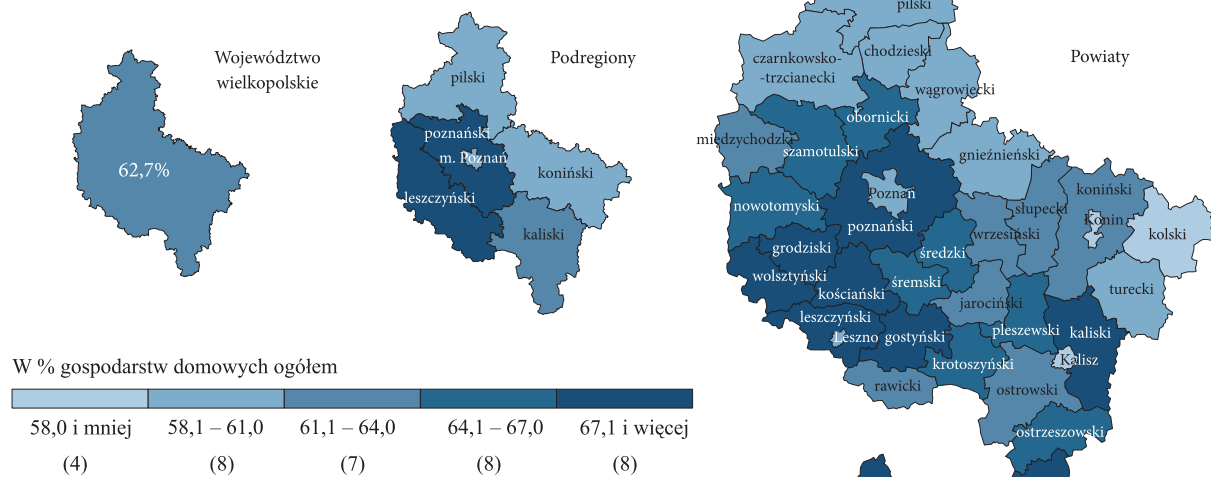 Województwo
wielkopolskie
62,7%
Podregiony
pilski
poznański
m. Poznań
koniński
leszczyński
kaliski
Powiaty
pilski
czarnkowsko-
-trzcianecki
chodzieski
wągrowiecki
obornicki
międzychodzki
szamotulski
gnieźnieński
nowotomyski
Poznań
poznański
słupecki
koniński
Konin
kolski
wrzesiński
grodziski
średzki
wolsztyński
kościański
śremski
jarociński
turecki
leszczyński
Leszno
gostyński
pleszewski
kaliski
Kalisz
krotoszyński
rawicki
ostrowski
ostrzeszowski
W % gospodarstw domowych ogółem
58,0 i mniej 58,1 – 61,0 61,1 – 64,0 64,1 – 67,0 67,1 i więcej
(4) (8) (7) (8) (8)